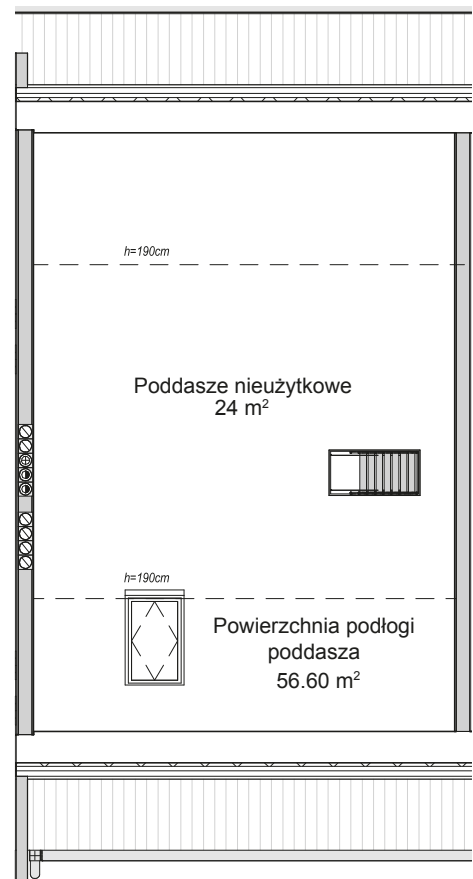 h=190cm
Poddasze nieużytkowe
24 m²
h=190cm
Powierzchnia podłogi
poddasza
56.60 m²